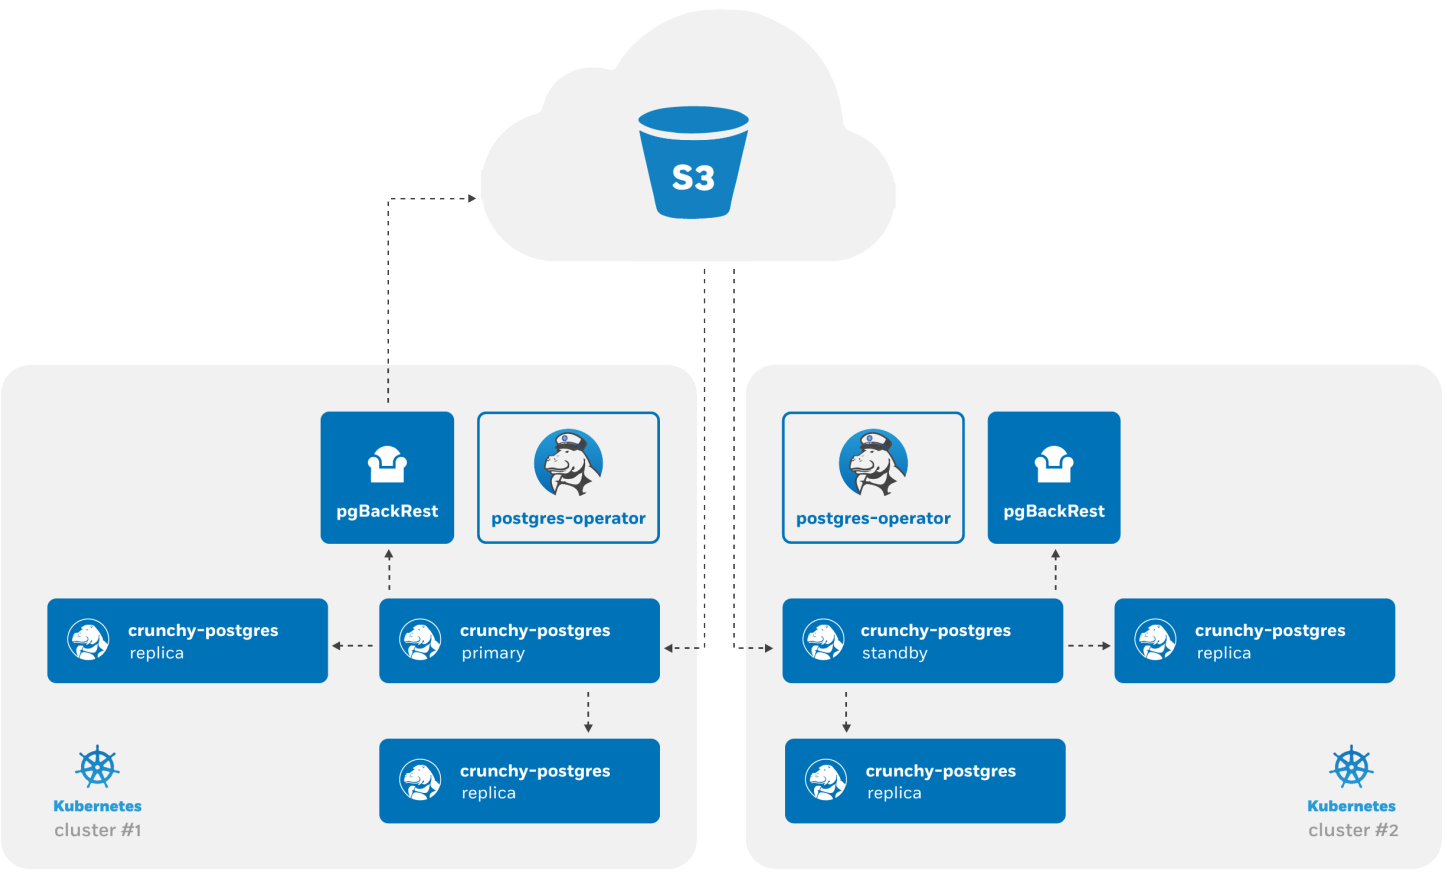 S3
pgBackRest
postgres-operator
crunchy-postgres
replica
crunchy-postgres
primary
crunchy-postgres
replica
Kubernetes
cluster #1
postgres-operator
pgBackRest
crunchy-postgres
standby
crunchy-postgres
replica
crunchy-postgres
replica
Kubernetes
cluster #2